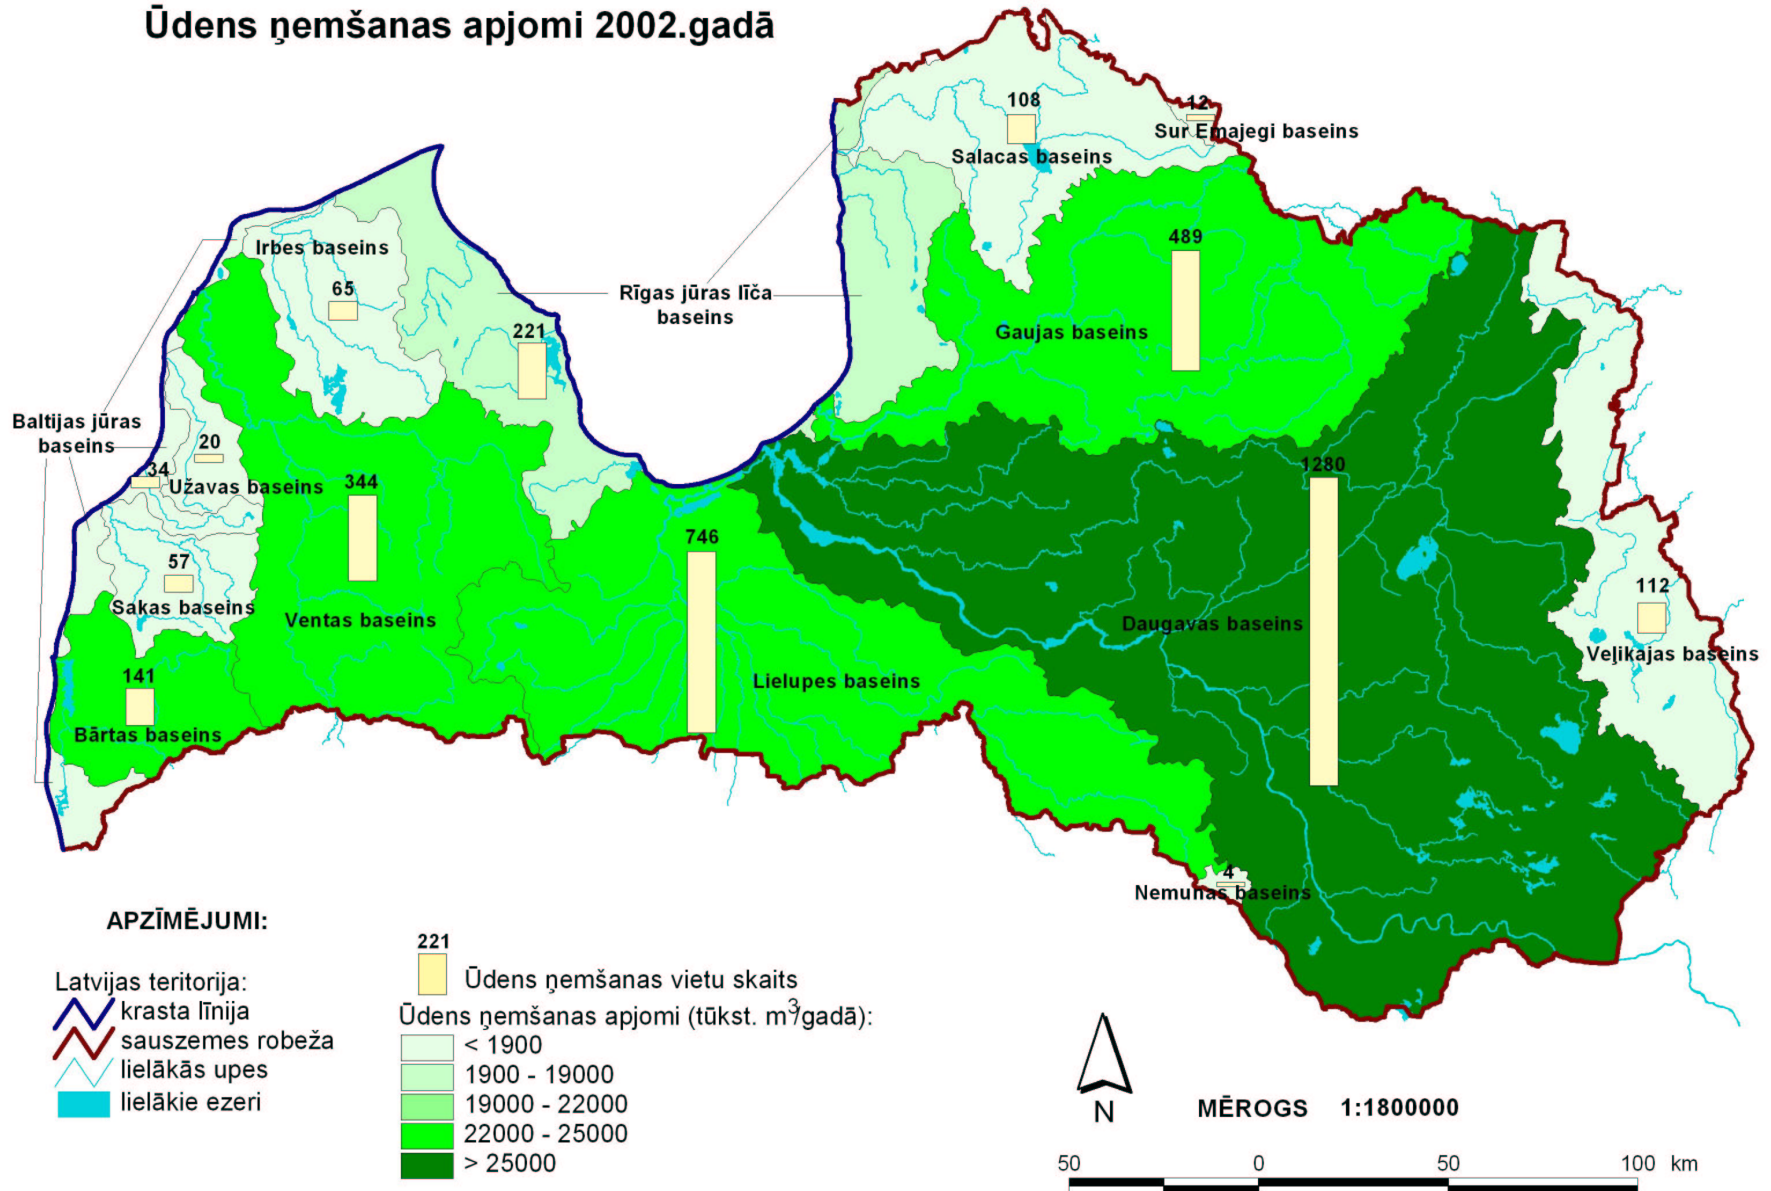 Ūdens ņemšanas apjomi 2002.gadā
108
12
Sur Emajegi baseins
Salacas baseins
Irbes baseins
489
65
Rīgas jūras līča
baseins
221
Gaujas baseins
Baltijas jūras
baseins
20
34
Užavas baseins
344
1280
746
57
Sakas baseins
112
Ventas baseins
Daugavas baseins
Veļikajas baseins
141
Lielupes baseins
Bārtas baseins
4
Nemunas baseins
APZĪMĒJUMI:
Latvijas teritorija:
krasta līnija
sauszemes robeža
lielākās upes
lielākie ezeri
221
Ūdens ņemšanas vietu skaits
Ūdens ņemšanas apjomi (tūkst. m³/gadā):
< 1900
1900 - 19000
19000 - 22000
22000 - 25000
> 25000
N
MĒROGS 1:1800000
50 0 50 100 km